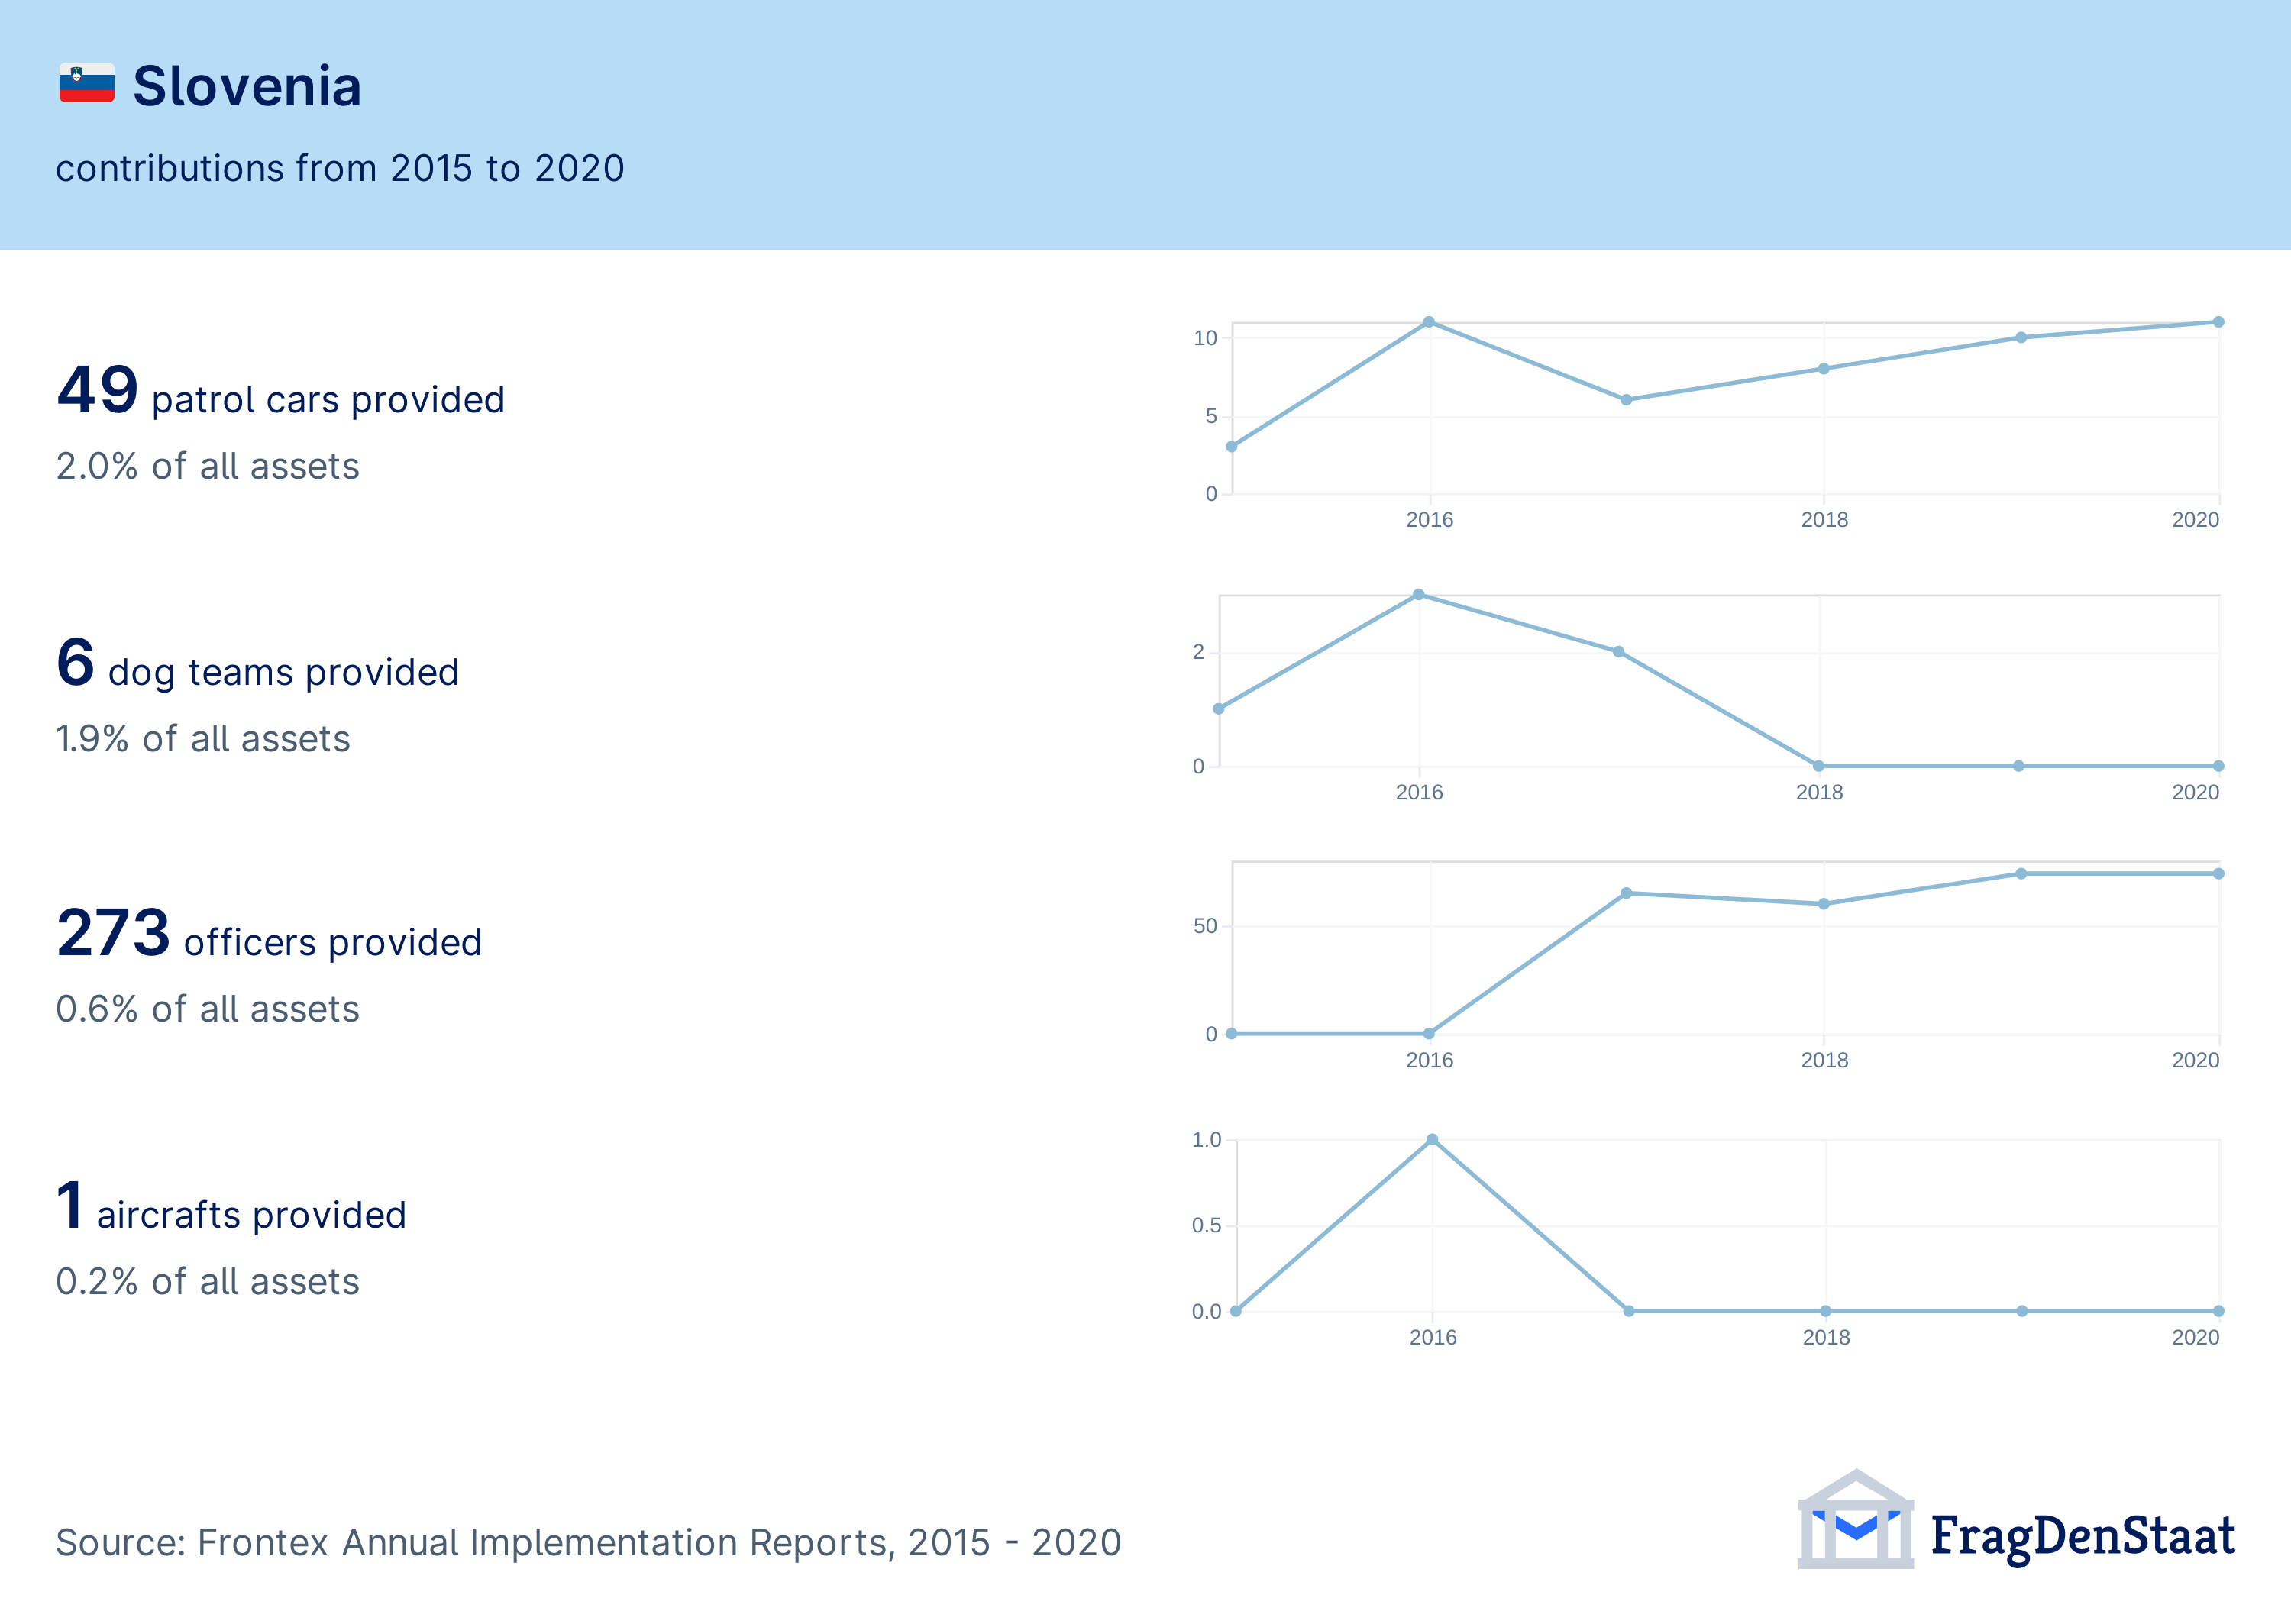 Slovenia
contributions from 2015 to 2020
49 patrol cars provided
2.0% of all assets
10
5
0
2016 2018 2020
6 dog teams provided
1.9% of all assets
2
0
2016 2018 2020
273 officers provided
0.6% of all assets
50
0
2016 2018 2020
1 aircrafts provided
0.2% of all assets
1.0
0.5
0.0
2016 2018 2020
Source: Frontex Annual Implementation Reports, 2015 - 2020
FragDenStaat